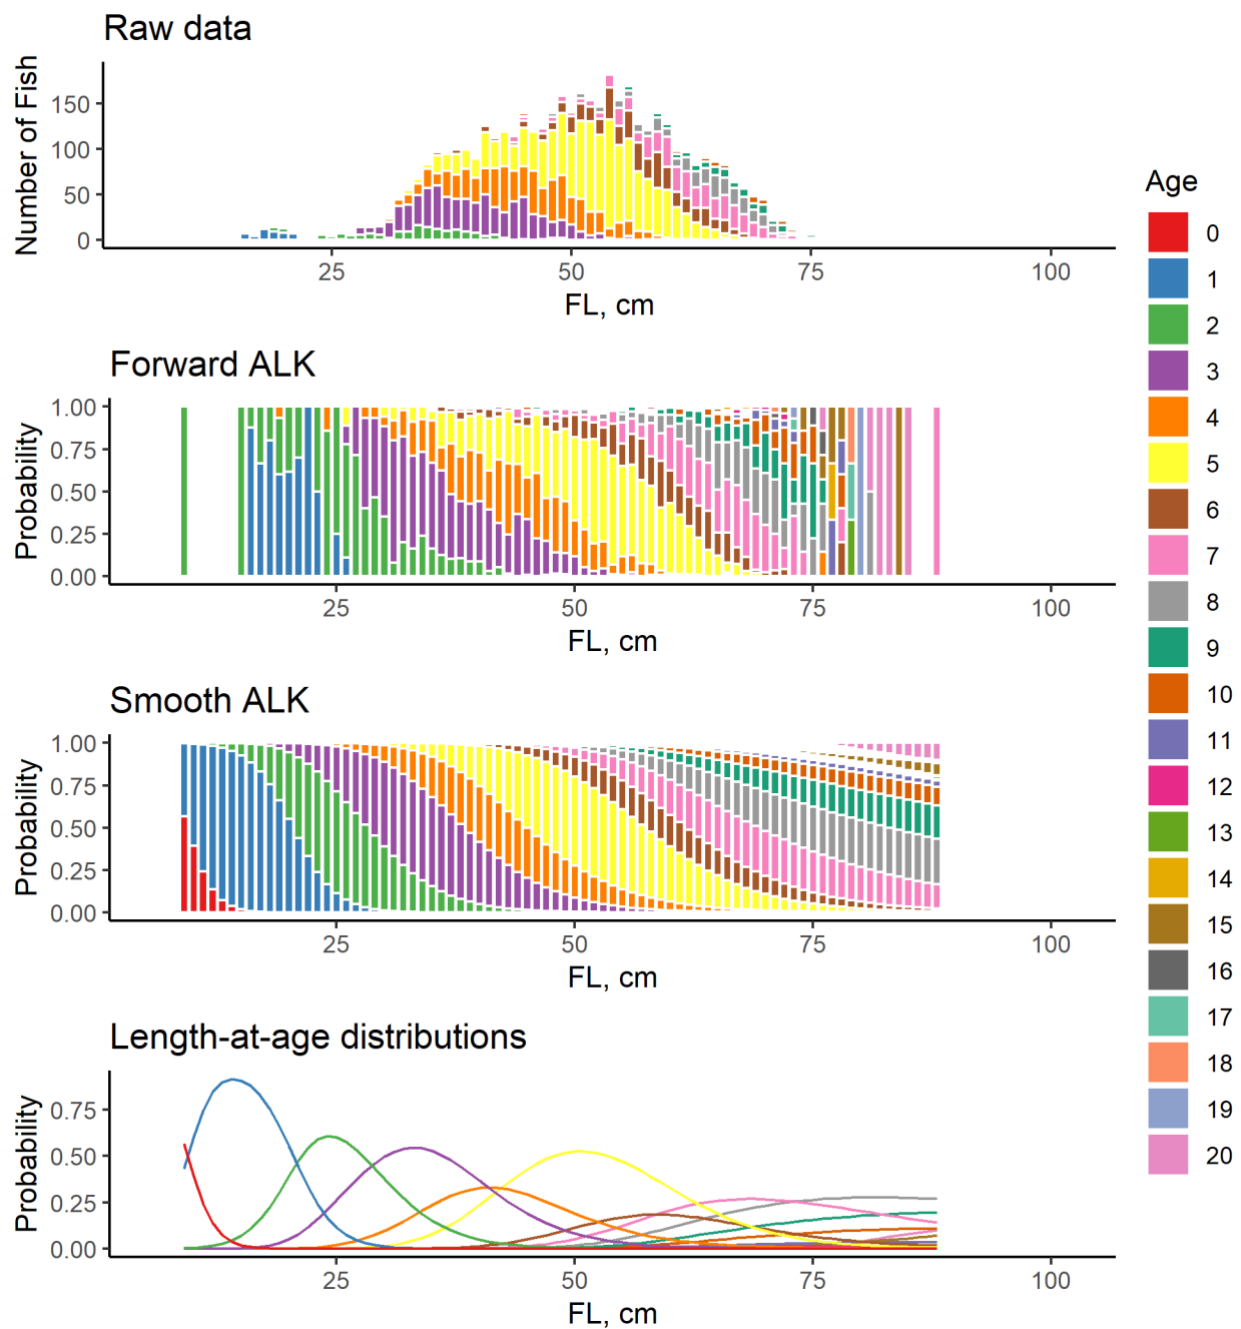 Raw data
Number of Fish
150
100
50
0
25 50 75 100
FL, cm
Forward ALK
Probability
1.00
0.75
0.50
0.25
0.00
25 50 75 100
FL, cm
Smooth ALK
Probability
1.00
0.75
0.50
0.25
0.00
25 50 75 100
FL, cm
Length-at-age distributions
Probability
0.75
0.50
0.25
0.00
25 50 75 100
FL, cm
Age
0
1
2
3
4
5
6
7
8
9
10
11
12
13
14
15
16
17
18
19
20